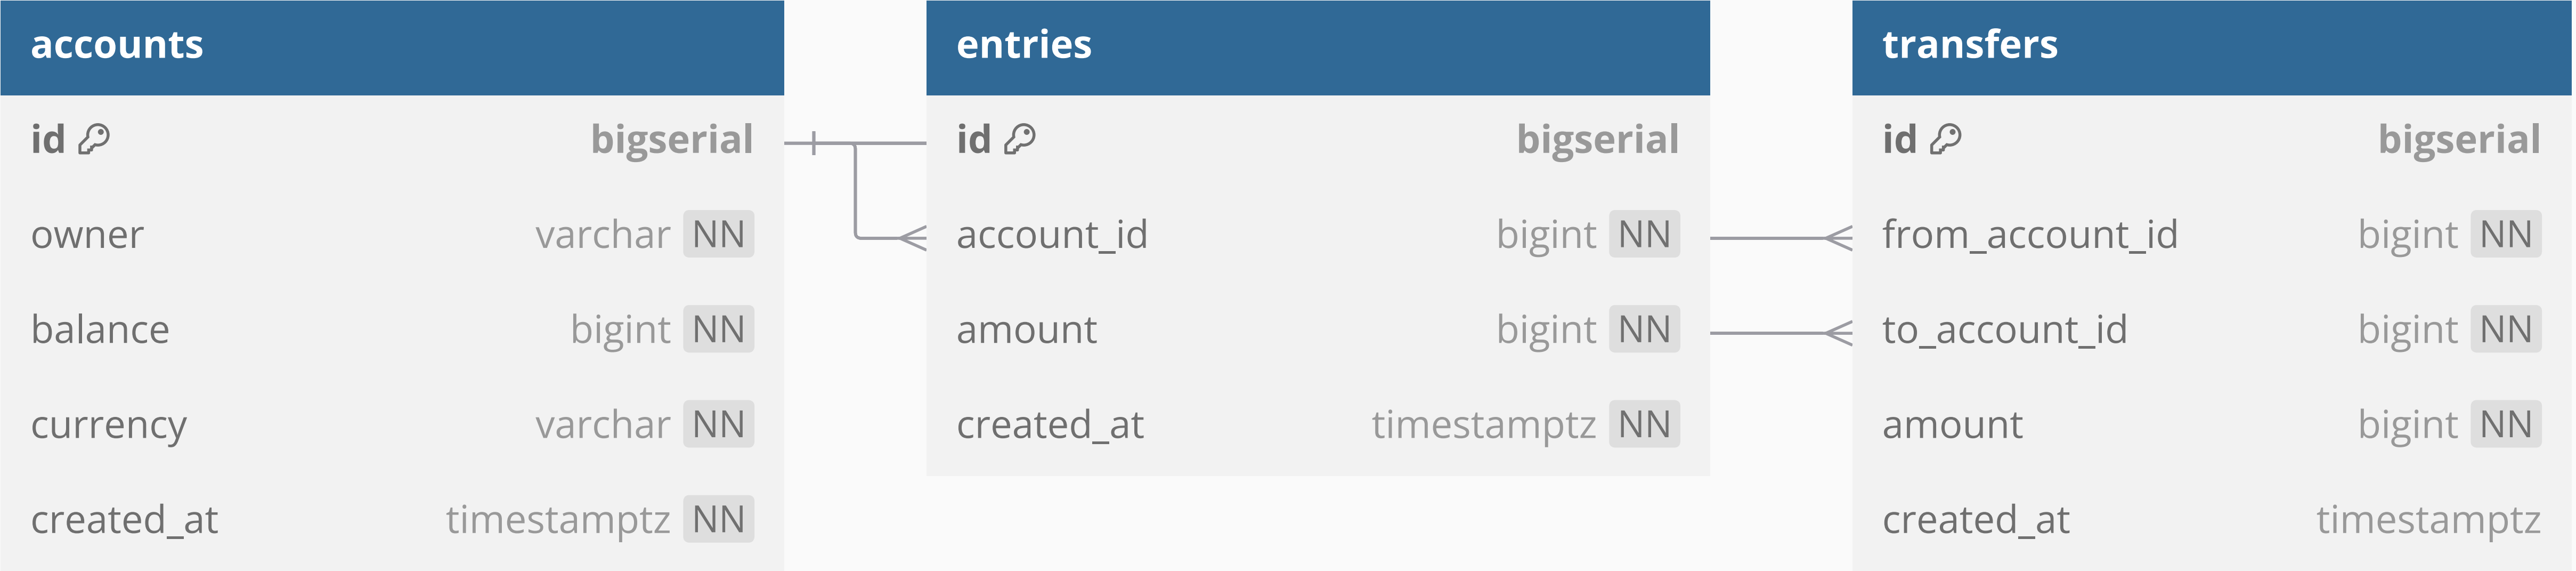 accounts
id bigserial
owner varchar NN
balance bigint NN
currency varchar NN
created_at timestamptz NN
entries
id bigserial
account_id bigint NN
amount bigint NN
created_at timestamptz NN
transfers
id bigserial
from_account_id bigint NN
to_account_id bigint NN
amount bigint NN
created_at timestamptz